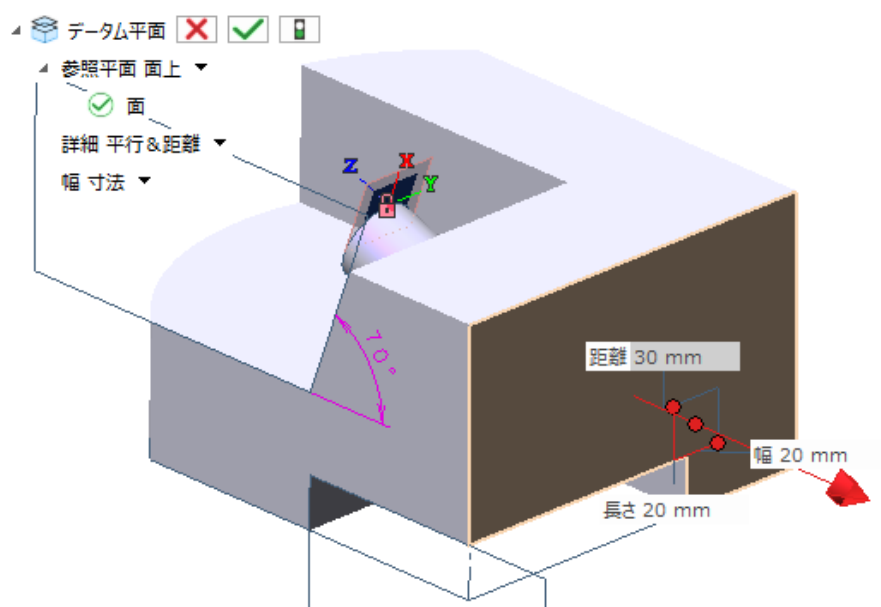 データム平面
参照平面 面上
面
詳細 平行&距離
幅 寸法
Z X Y
70°
距離 30 mm
幅 20 mm
長さ 20 mm